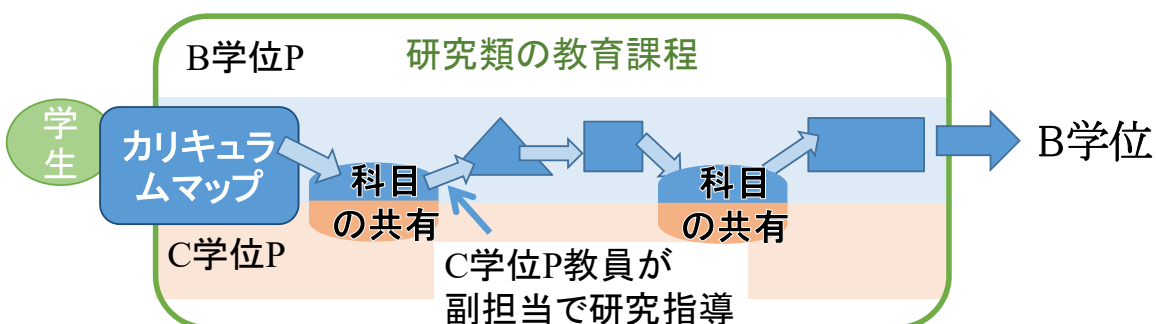 B学位P
研究類の教育課程
学
生
カリキュラ
ムマップ
科目
の共有
科目
の共有
B学位
C学位P
C学位P教員が
副担当で研究指導